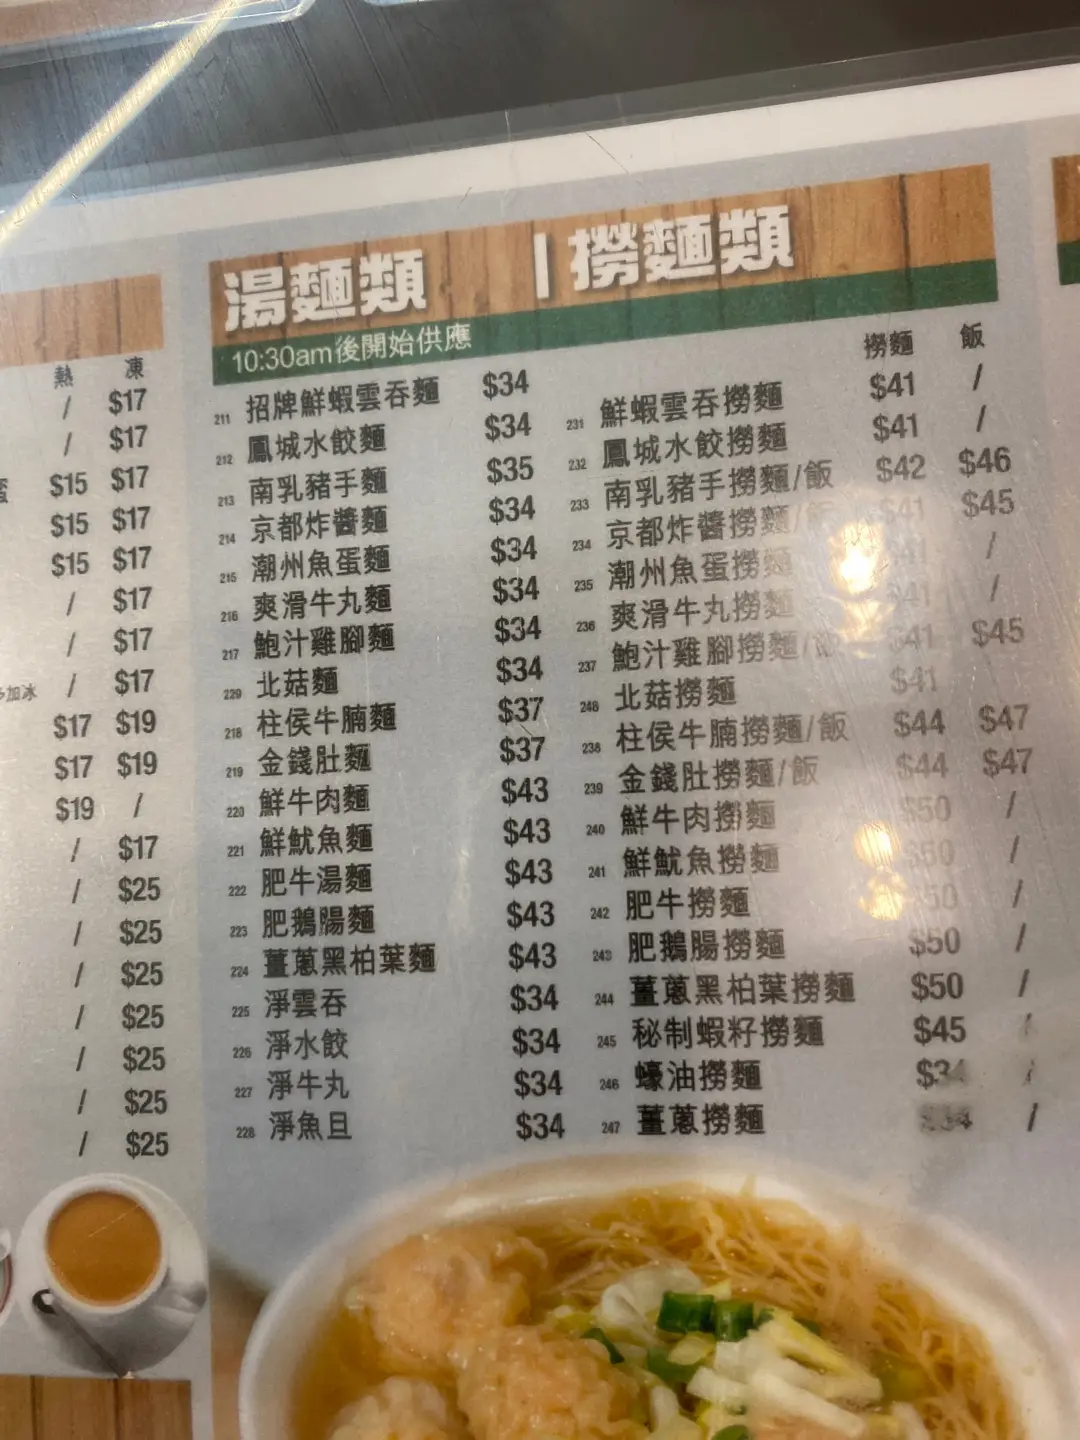 熱 凍
/ $17
/ $17
$15 $17
$15 $17
$15 $17
/ $17
/ $17
多加冰 / $17
$17 $19
$17 $19
$19 /
/ $17
/ $25
/ $25
/ $25
/ $25
/ $25
/ $25
/ $25
湯麵類 | 撈麵類
10:30am後開始供應
211 招牌鮮蝦雲吞麵 $34
212 鳳城水餃麵 $34
213 南乳豬手麵 $35
214 京都炸醬麵 $34
215 潮州魚蛋麵 $34
216 爽滑牛丸麵 $34
217 鮑汁雞腳麵 $34
229 北菇麵 $34
218 柱侯牛腩麵 $37
219 金錢肚麵 $37
220 鮮牛肉麵 $43
221 鮮魷魚麵 $43
222 肥牛湯麵 $43
223 肥鵝腸麵 $43
224 薑蔥黑柏葉麵 $43
225 淨雲吞 $34
226 淨水餃 $34
227 淨牛丸 $34
228 淨魚旦 $34
撈麵 飯
231 鮮蝦雲吞撈麵 $41 /
232 鳳城水餃撈麵 $41 /
233 南乳豬手撈麵/飯 $42 $46
234 京都炸醬撈麵/飯 $41 $45
235 潮州魚蛋撈麵 $41 /
236 爽滑牛丸撈麵 $41 /
237 鮑汁雞腳撈麵/飯 $41 $45
248 北菇撈麵 $41
238 柱侯牛腩撈麵/飯 $44 $47
239 金錢肚撈麵/飯 $44 $47
240 鮮牛肉撈麵 $50 /
241 鮮魷魚撈麵 $50 /
242 肥牛撈麵 $50 /
243 肥鵝腸撈麵 $50 /
244 薑蔥黑柏葉撈麵 $50 /
245 秘制蝦籽撈麵 $45 /
246 蠔油撈麵 $34 /
247 薑蔥撈麵 $34 /